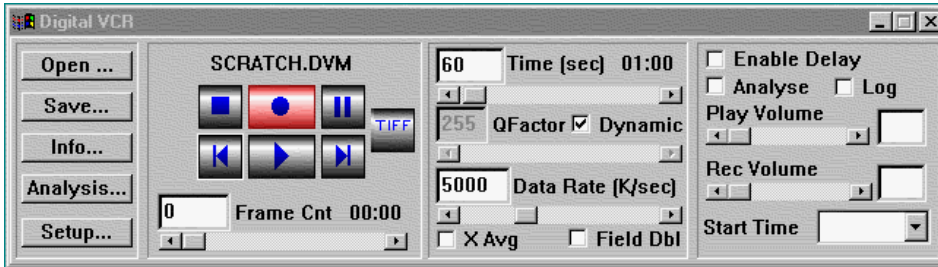 Digital VCR
Open ...
Save...
Info...
Analysis...
Setup...
SCRATCH.DVM
TIFF
0 Frame Cnt 00:00
60 Time (sec) 01:00
255 QFactor Dynamic
5000 Data Rate (K/sec)
X Avg Field Dbl
Enable Delay
Analyse Log
Play Volume
Rec Volume
Start Time